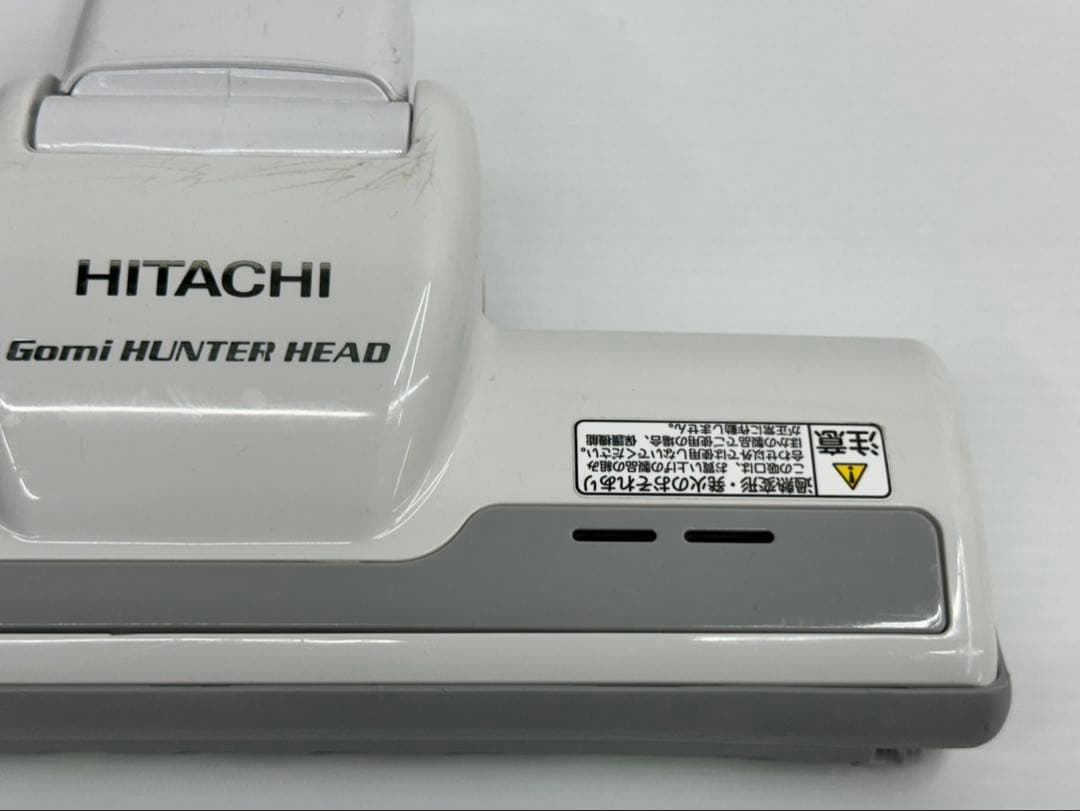 HITACHI
Gomi HUNTER HEAD
注意
過熱変形・発火のおそれあり
この吸口は、お買い上げの製品の組み
合わせ以外では使用しないでください。
ほかの製品でご使用の場合、保護機能
が正常に作動しません。